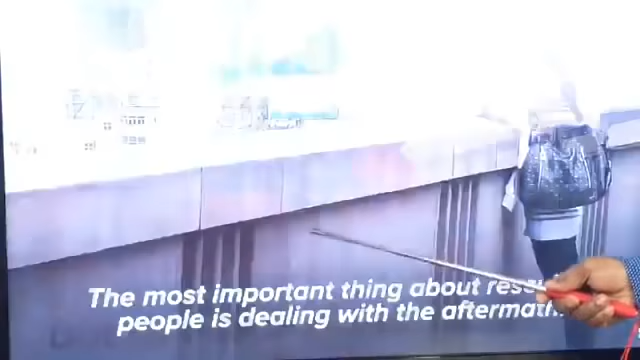 The most important thing about
people is dealing with the aftermath.